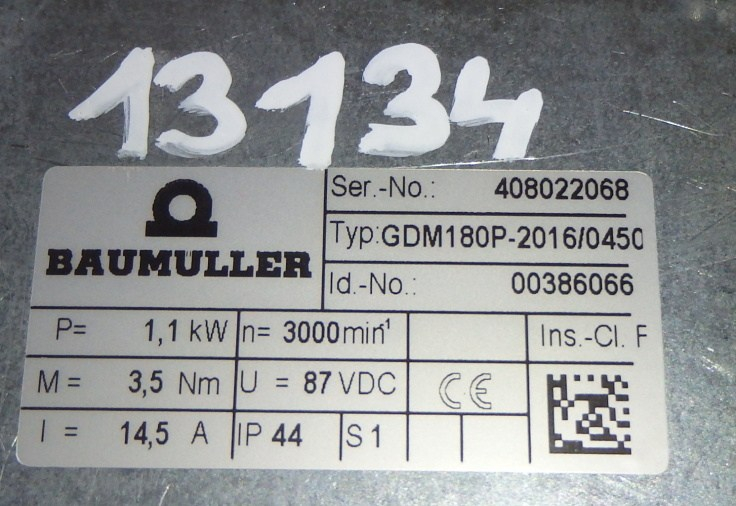 13134
BAUMULLER
Ser.-No.: 408022068
Typ:GDM180P-2016/0450
Id.-No.: 00386066
P= 1,1 kW n= 3000min⁻¹ Ins.-Cl. F
M = 3,5 Nm U = 87 VDC CE
I = 14,5 A IP 44 S1